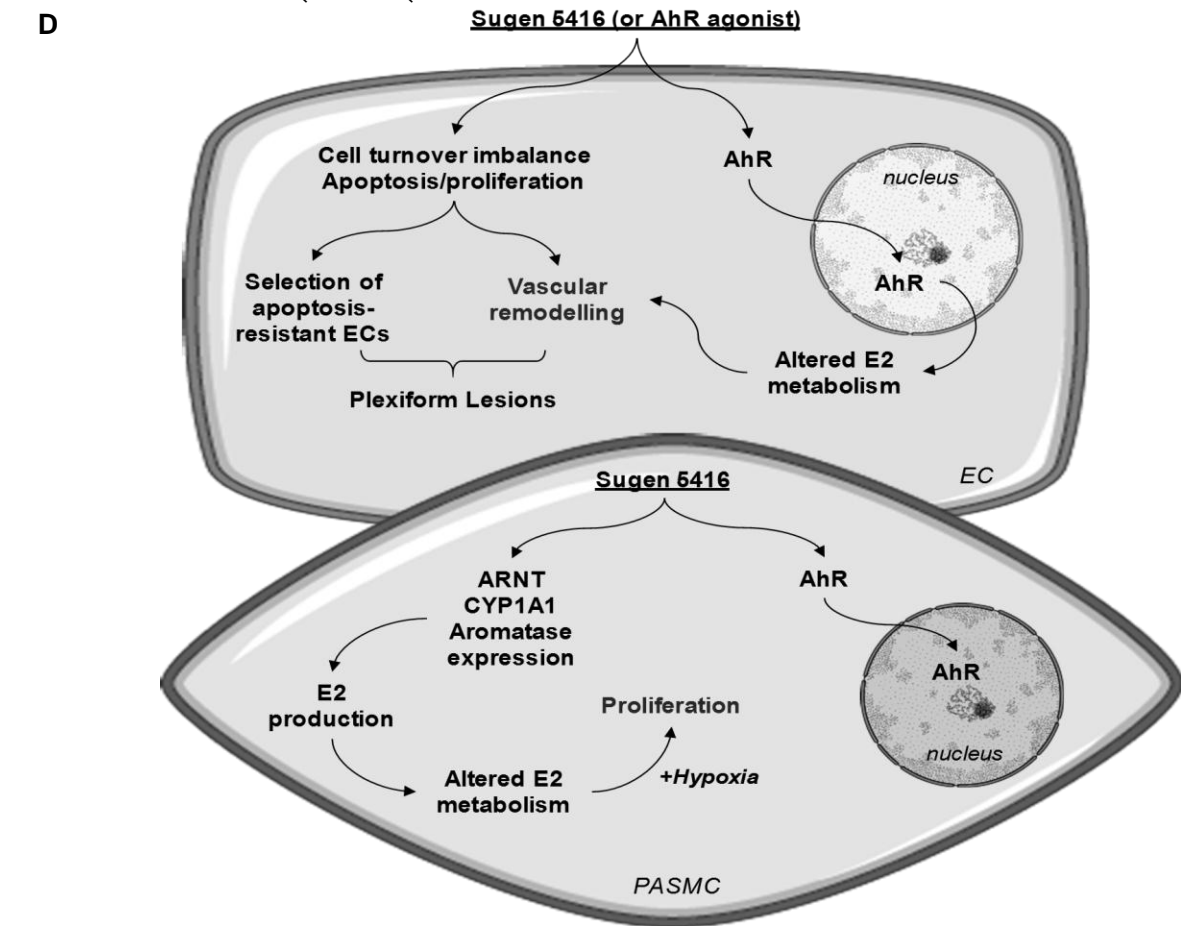 D
Sugen 5416 (or AhR agonist)
Cell turnover imbalance
Apoptosis/proliferation
AhR
nucleus
AhR
Selection of
apoptosis-
resistant ECs
Vascular
remodelling
Altered E2
metabolism
Plexiform Lesions
EC
Sugen 5416
ARNT
CYP1A1
Aromatase
expression
AhR
AhR
nucleus
E2
production
Proliferation
Altered E2
metabolism
+Hypoxia
PASMC